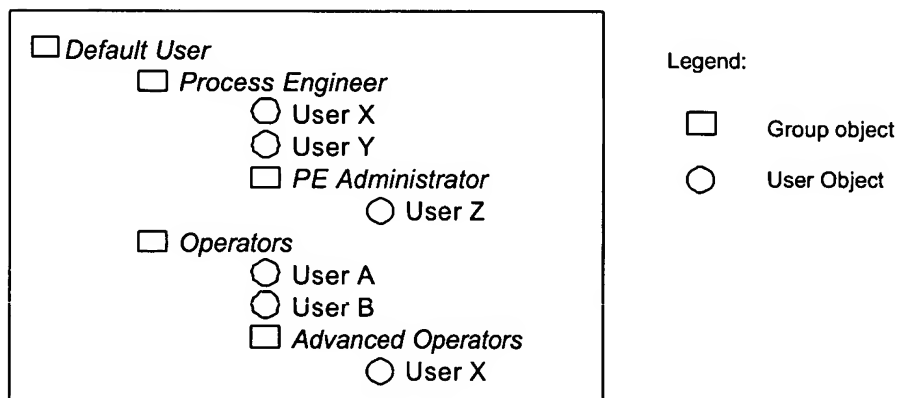 Default User
Process Engineer
User X
User Y
PE Administrator
User Z
Operators
User A
User B
Advanced Operators
User X
Legend:
Group object
User Object